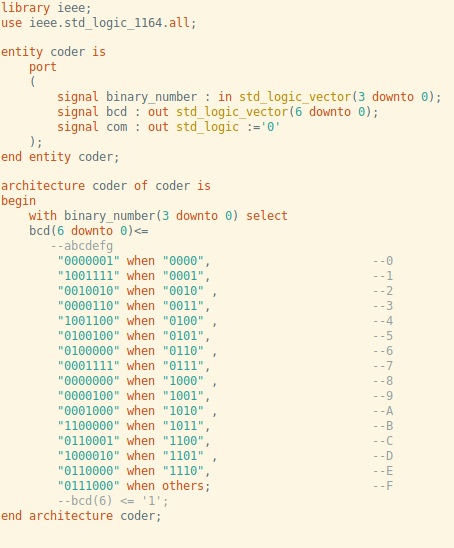 library ieee;
use ieee.std_logic_1164.all;
entity coder is
port
(
signal binary_number : in std_logic_vector(3 downto 0);
signal bcd : out std_logic_vector(6 downto 0);
signal com : out std_logic :='0'
);
end entity coder;
architecture coder of coder is
begin
with binary_number(3 downto 0) select
bcd(6 downto 0)<=
--abcdefg
"0000001" when "0000", --0
"1001111" when "0001", --1
"0010010" when "0010" , --2
"0000110" when "0011", --3
"1001100" when "0100" , --4
"0100100" when "0101", --5
"0100000" when "0110" , --6
"0001111" when "0111", --7
"0000000" when "1000" , --8
"0000100" when "1001", --9
"0001000" when "1010" , --A
"1100000" when "1011", --B
"0110001" when "1100", --C
"1000010" when "1101" , --D
"0110000" when "1110", --E
"0111000" when others; --F
--bcd(6) <= '1';
end architecture coder;